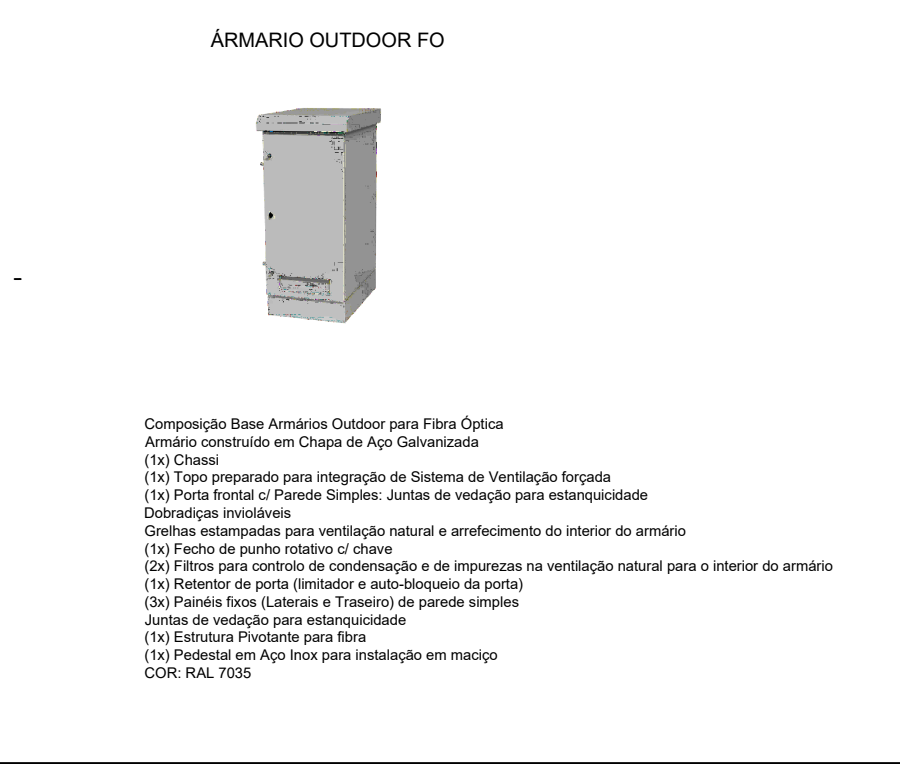 ÁRMARIO OUTDOOR FO
-
Composição Base Armários Outdoor para Fibra Óptica
Armário construído em Chapa de Aço Galvanizada
(1x) Chassi
(1x) Topo preparado para integração de Sistema de Ventilação forçada
(1x) Porta frontal c/ Parede Simples: Juntas de vedação para estanquicidade
Dobradiças invioláveis
Grelhas estampadas para ventilação natural e arrefecimento do interior do armário
(1x) Fecho de punho rotativo c/ chave
(2x) Filtros para controlo de condensação e de impurezas na ventilação natural para o interior do armário
(1x) Retentor de porta (limitador e auto-bloqueio da porta)
(3x) Painéis fixos (Laterais e Traseiro) de parede simples
Juntas de vedação para estanquicidade
(1x) Estrutura Pivotante para fibra
(1x) Pedestal em Aço Inox para instalação em maciço
COR: RAL 7035